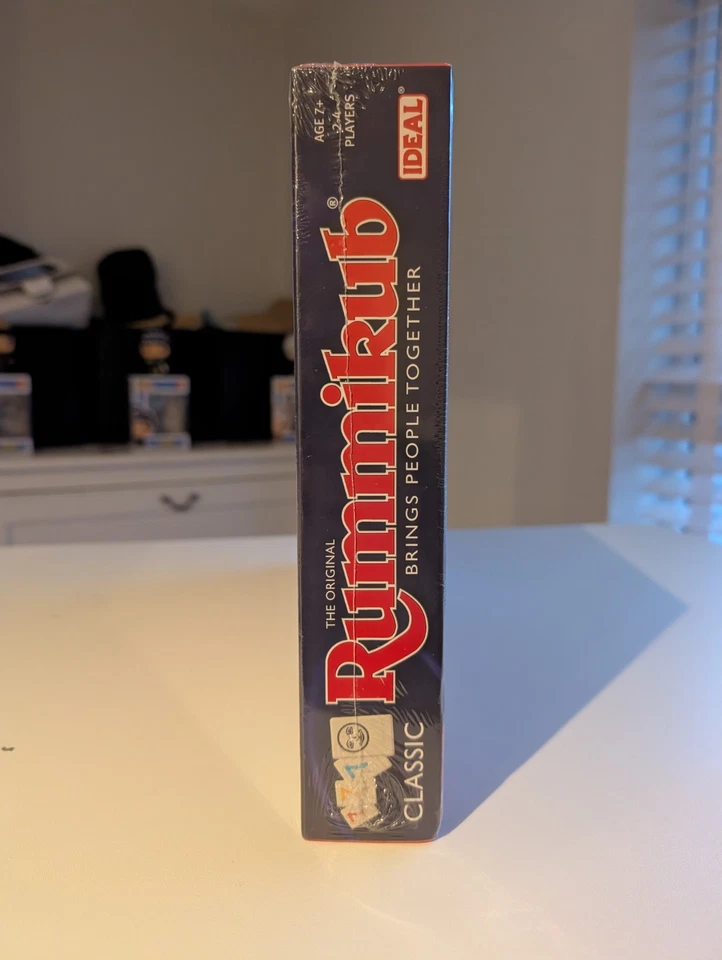 CLASSIC
THE ORIGINAL
Rummikub®
BRINGS PEOPLE TOGETHER
AGE 7+
2-4
PLAYERS
IDEAL®